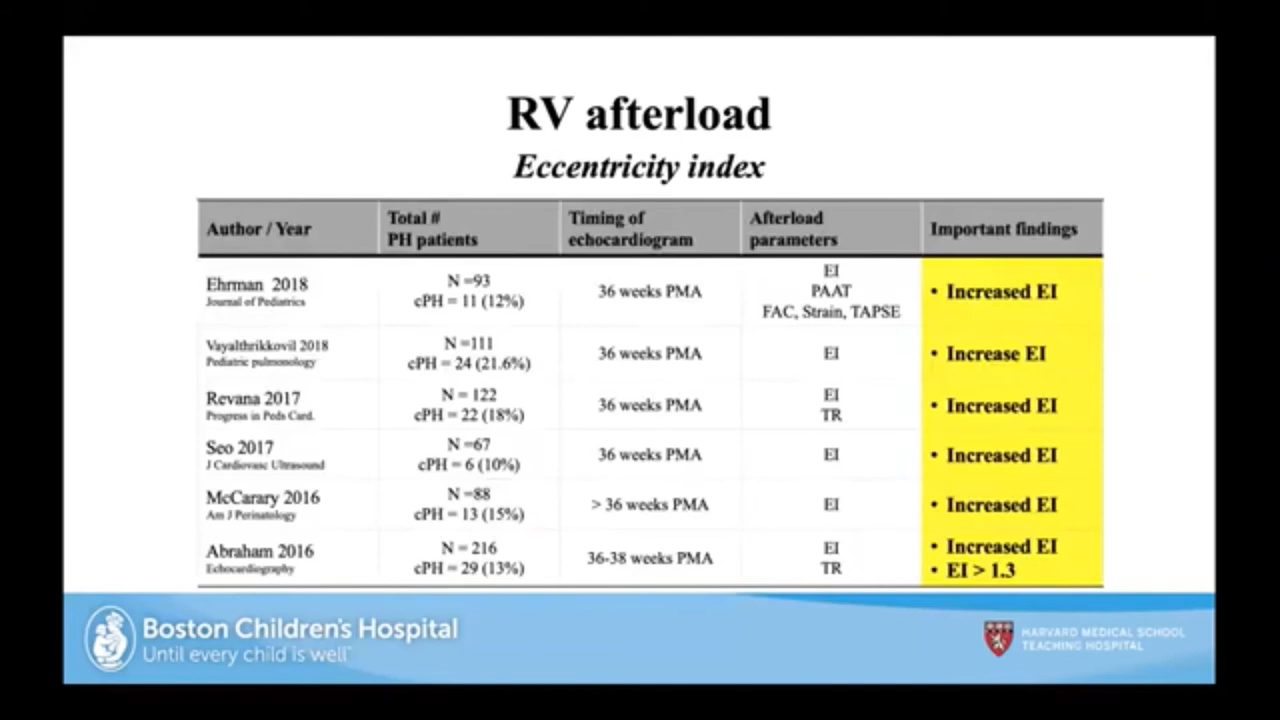 RV afterload
Eccentricity index
Author / Year
Total #
PH patients
Timing of
echocardiogram
Afterload
parameters
Important findings
Ehrman 2018
Journal of Pediatrics
N =93
cPH = 11 (12%)
36 weeks PMA
EI
PAAT
FAC, Strain, TAPSE
• Increased EI
Vayalthrikkovil 2018
Pediatric pulmonology
N =111
cPH = 24 (21.6%)
36 weeks PMA
EI
• Increase EI
Revana 2017
Progress in Peds Card.
N = 122
cPH = 22 (18%)
36 weeks PMA
EI
TR
• Increased EI
Seo 2017
J Cardiovasc Ultrasound
N =67
cPH = 6 (10%)
36 weeks PMA
EI
• Increased EI
McCarary 2016
Am J Perinatology
N =88
cPH = 13 (15%)
> 36 weeks PMA
EI
• Increased EI
Abraham 2016
Echocardiography
N = 216
cPH = 29 (13%)
36-38 weeks PMA
EI
TR
• Increased EI
• EI > 1.3
Boston Children's Hospital
Until every child is well™
HARVARD MEDICAL SCHOOL
TEACHING HOSPITAL